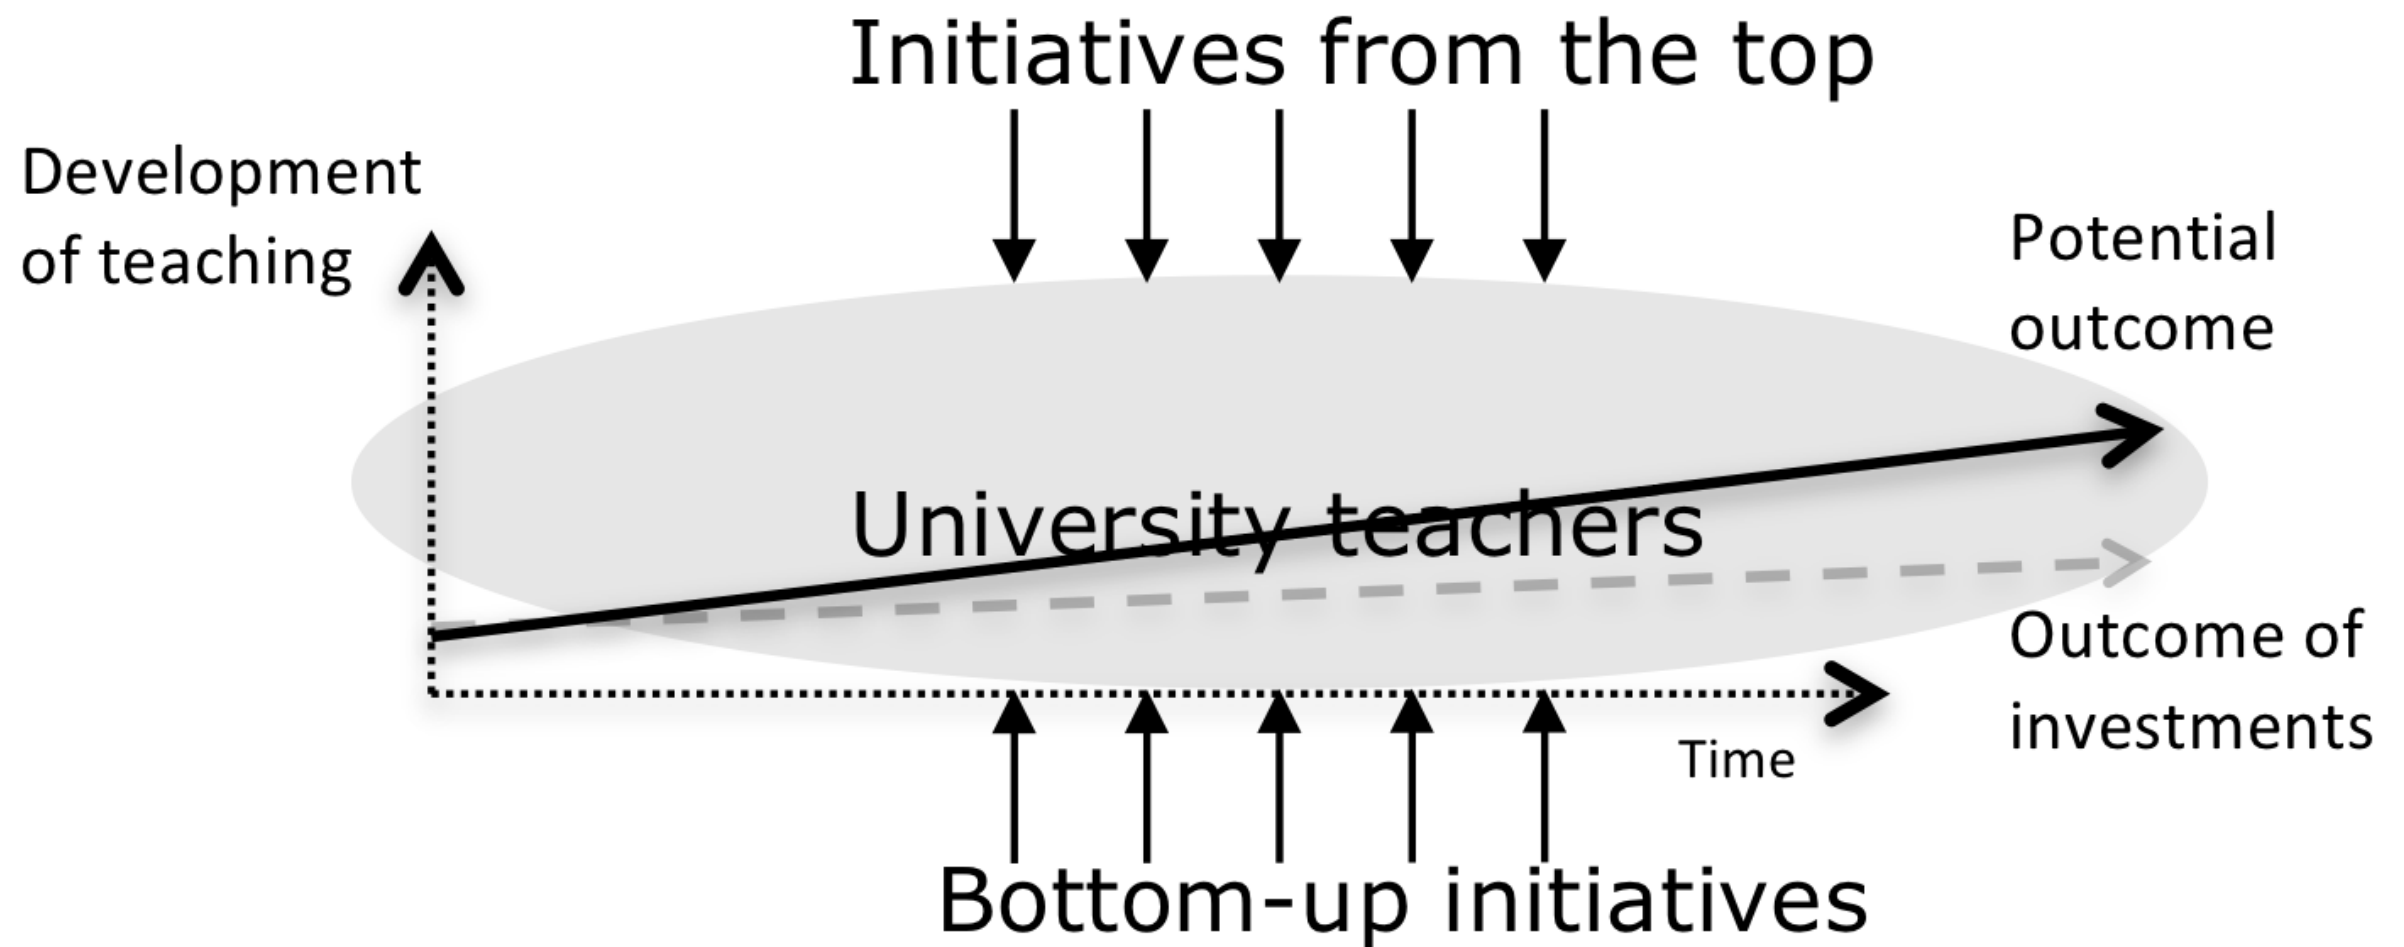 Initiatives from the top
Development
of teaching
Potential
outcome
University teachers
Outcome of
investments
Time
Bottom-up initiatives